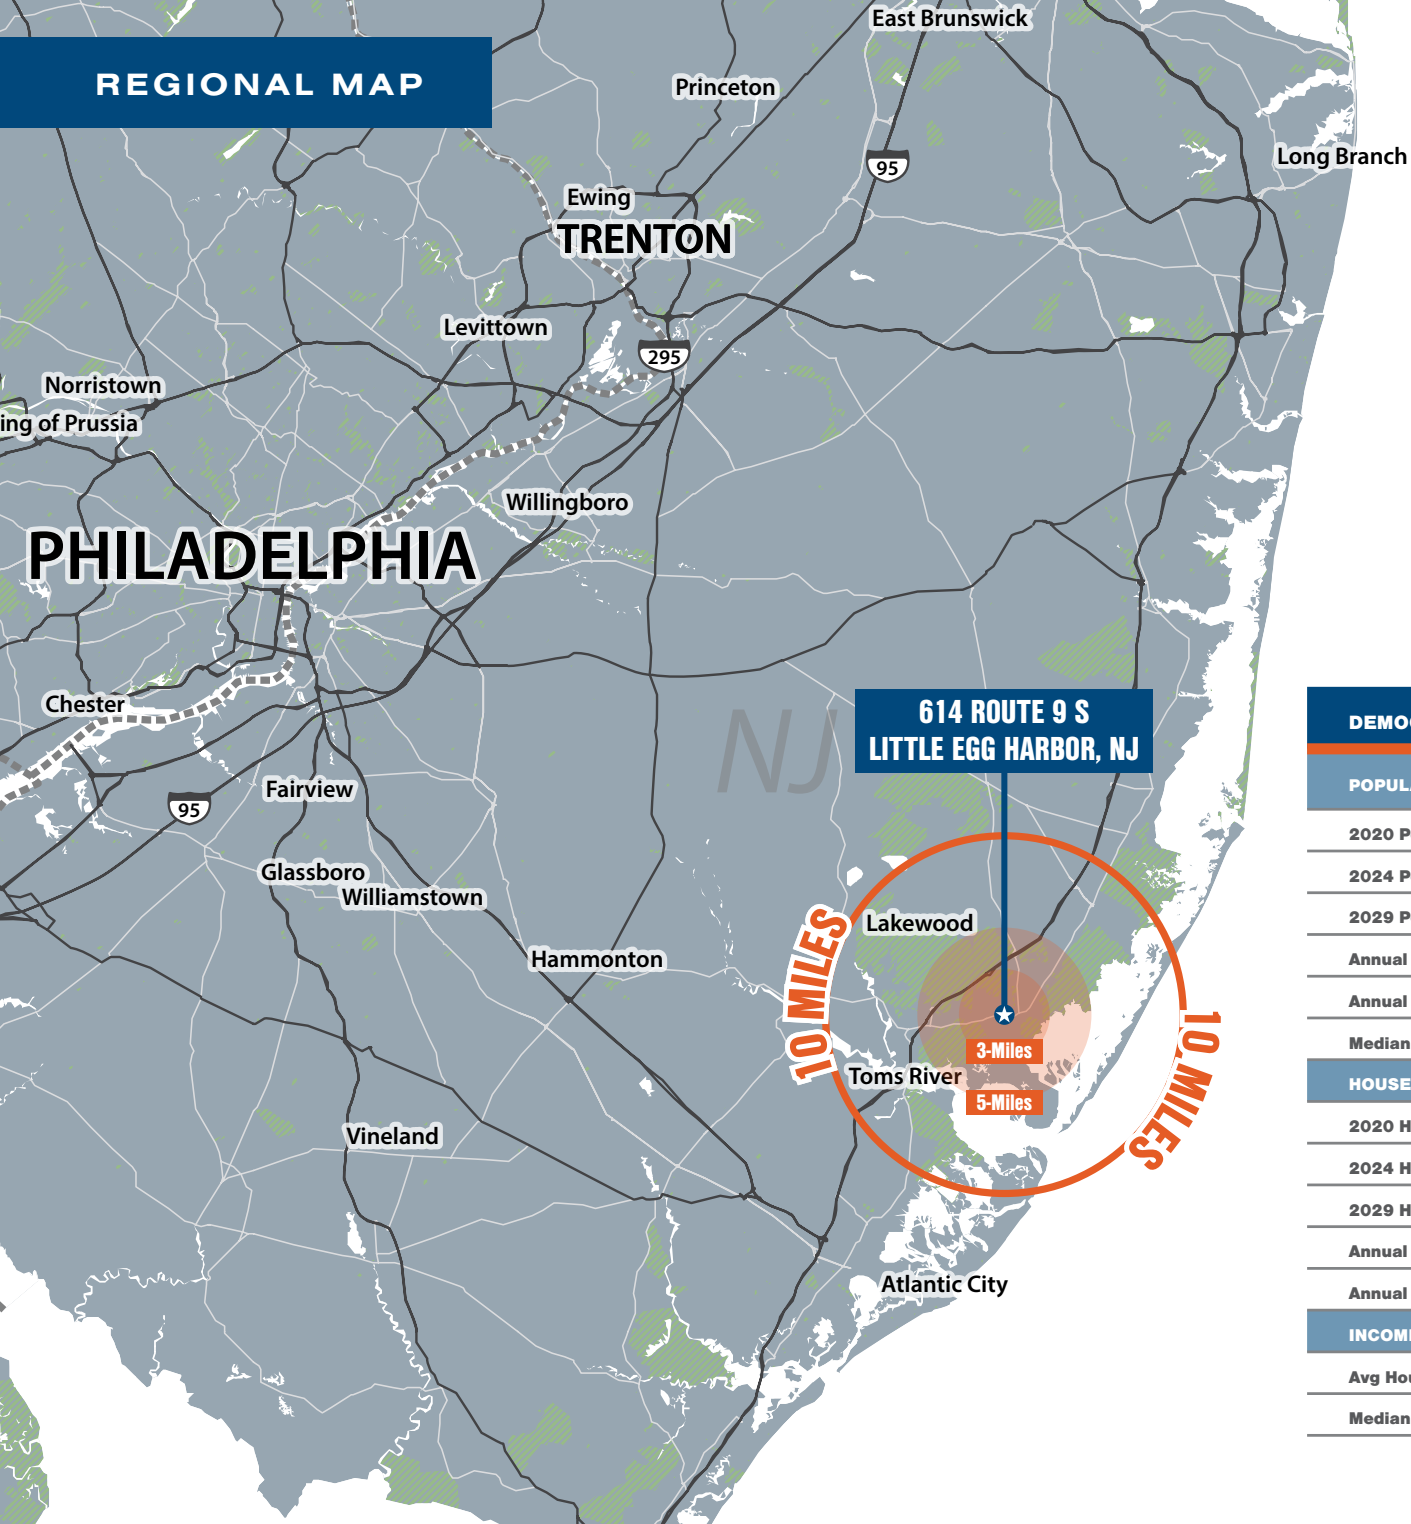 REGIONAL MAP
East Brunswick
Princeton
95
Long Branch
Ewing
TRENTON
Levittown
295
Norristown
ing of Prussia
Willingboro
PHILADELPHIA
Chester
NJ
614 ROUTE 9 S
LITTLE EGG HARBOR, NJ
Fairview
95
Glassboro
Williamstown
Lakewood
10 MILES
Hammonton
10 MILES
3-Miles
Toms River
5-Miles
Vineland
Atlantic City
DEMO
POPUL
2020 P
2024 P
2029 P
Annual
Annual
Median
HOUSE
2020 H
2024 H
2029 H
Annual
Annual
INCOM
Avg Hou
Median